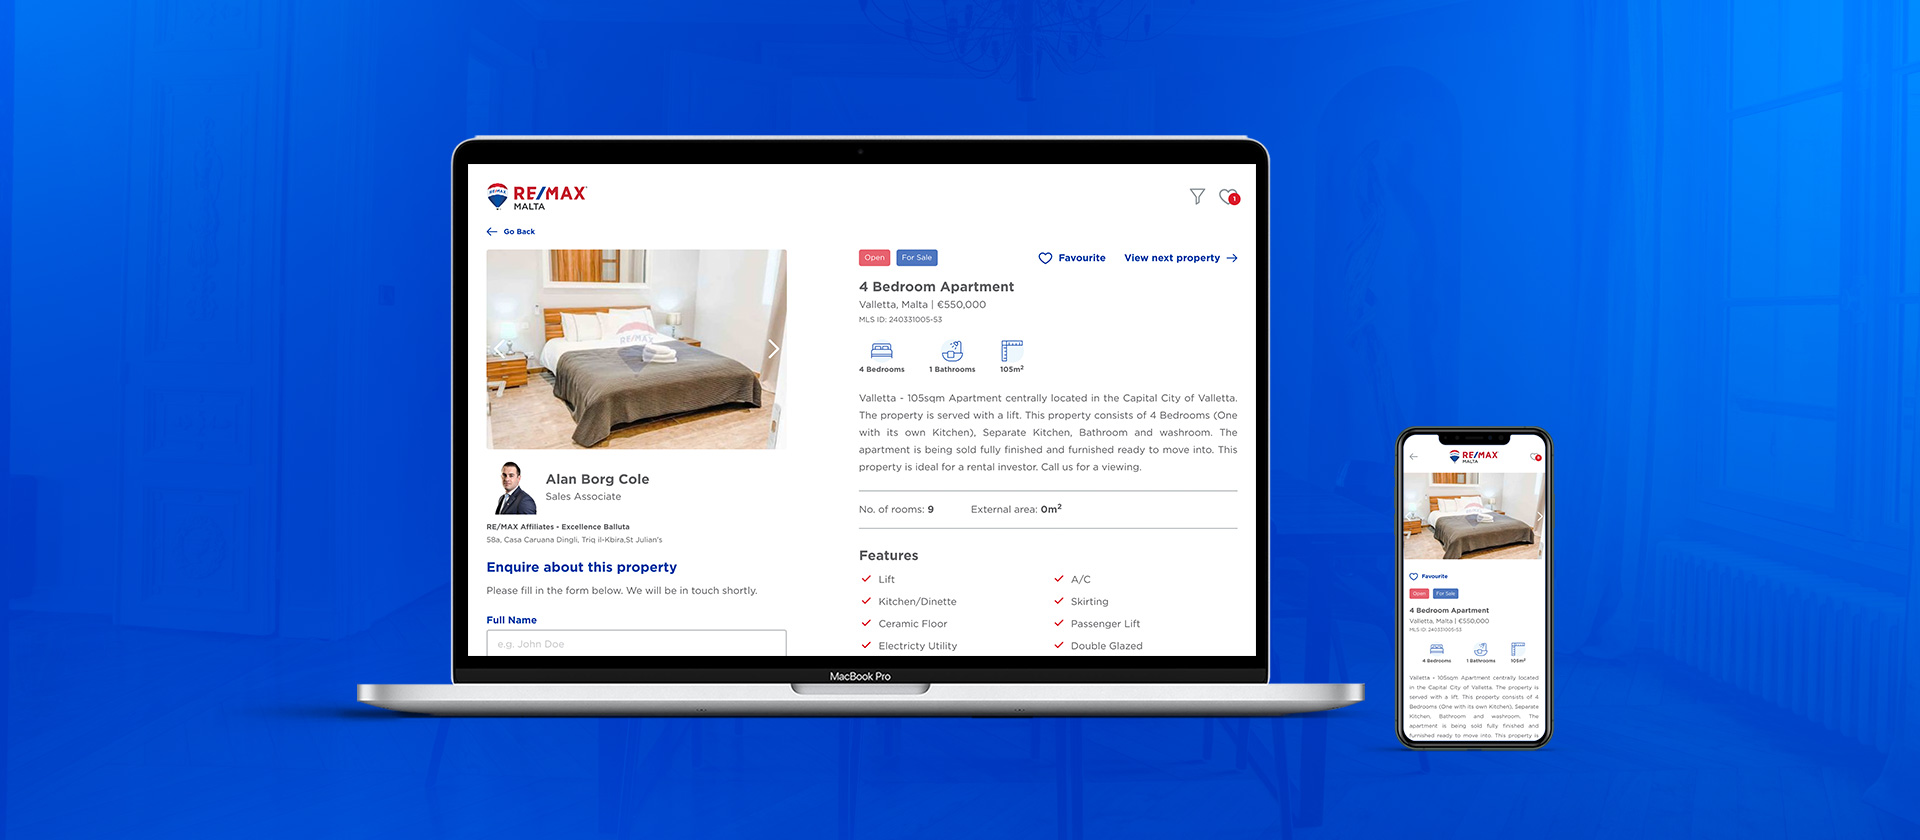 RE/MAX
MALTA
1
Go Back
RE/MAX
Alan Borg Cole
Sales Associate
RE/MAX Affiliates - Excellence Balluta
58a, Casa Caruana Dingli, Triq il-Kbira,St Julian's
Enquire about this property
Please fill in the form below. We will be in touch shortly.
Full Name
e.g. John Doe
Open For Sale Favourite View next property
4 Bedroom Apartment
Valletta, Malta | €550,000
MLS ID: 240331005-53
4 Bedrooms 1 Bathrooms 105m²
Valletta - 105sqm Apartment centrally located in the Capital City of Valletta.
The property is served with a lift. This property consists of 4 Bedrooms (One
with its own Kitchen), Separate Kitchen, Bathroom and washroom. The
apartment is being sold fully finished and furnished ready to move into. This
property is ideal for a rental investor. Call us for a viewing.
No. of rooms: 9 External area: 0m²
Features
Lift A/C
Kitchen/Dinette Skirting
Ceramic Floor Passenger Lift
Electricty Utility Double Glazed
MacBook Pro
RE/MAX
MALTA
Favourite
Open For Sale
4 Bedroom Apartment
Valletta, Malta | €550,000
MLS ID: 240331005-53
4 Bedrooms 1 Bathrooms 105m²
Valletta - 105sqm Apartment centrally located
in the Capital City of Valletta. The property is
served with a lift. This property consists of 4
Bedrooms (One with its own Kitchen), Separate
Kitchen, Bathroom and washroom. The
apartment is being sold fully finished and
furnished ready to move into. This property is